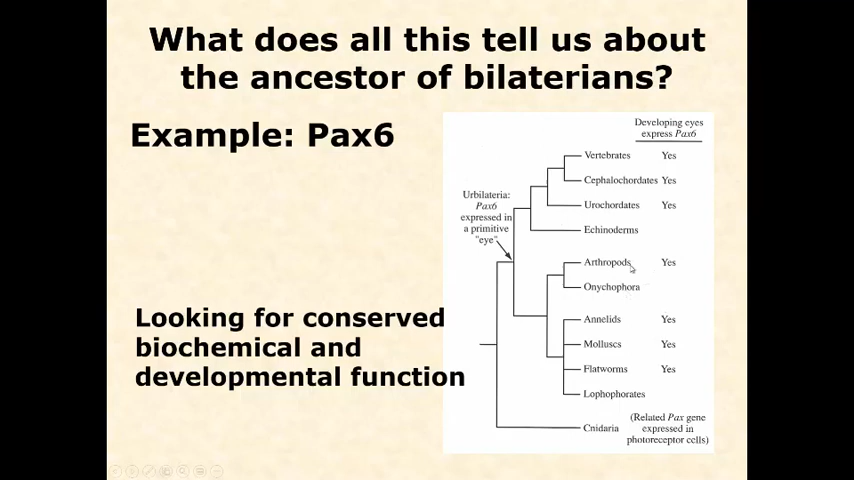 What does all this tell us about
the ancestor of bilaterians?
Example: Pax6
Looking for conserved
biochemical and
developmental function
Developing eyes
express Pax6
Urbilateria:
Pax6
expressed in
a primitive
"eye"
Vertebrates Yes
Cephalochordates Yes
Urochordates Yes
Echinoderms
Arthropods Yes
Onychophora
Annelids Yes
Molluscs Yes
Flatworms Yes
Lophophorates
Cnidaria
(Related Pax gene
expressed in
photoreceptor cells)